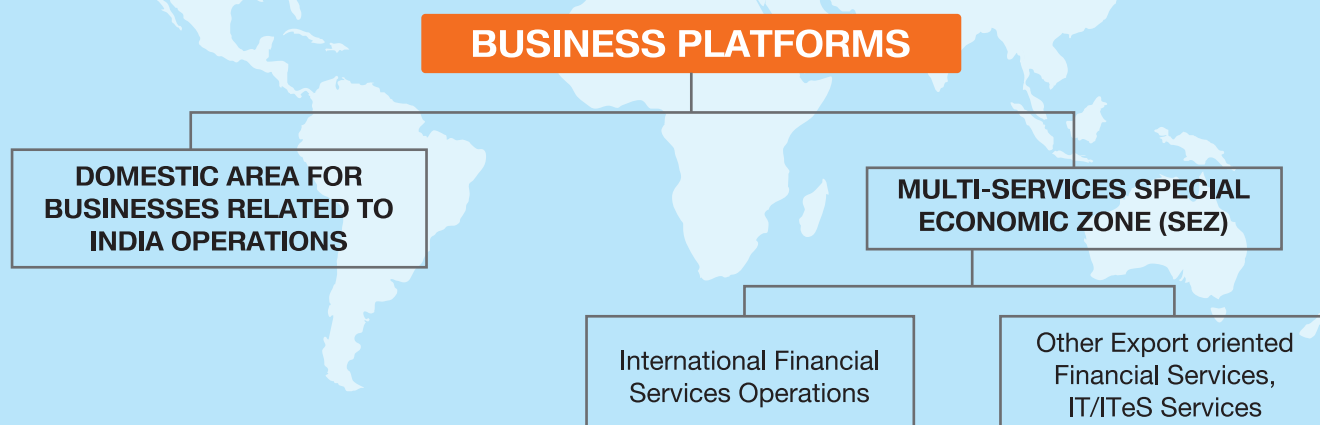 BUSINESS PLATFORMS
DOMESTIC AREA FOR
BUSINESSES RELATED TO
INDIA OPERATIONS
MULTI-SERVICES SPECIAL
ECONOMIC ZONE (SEZ)
International Financial
Services Operations
Other Export oriented
Financial Services,
IT/ITeS Services